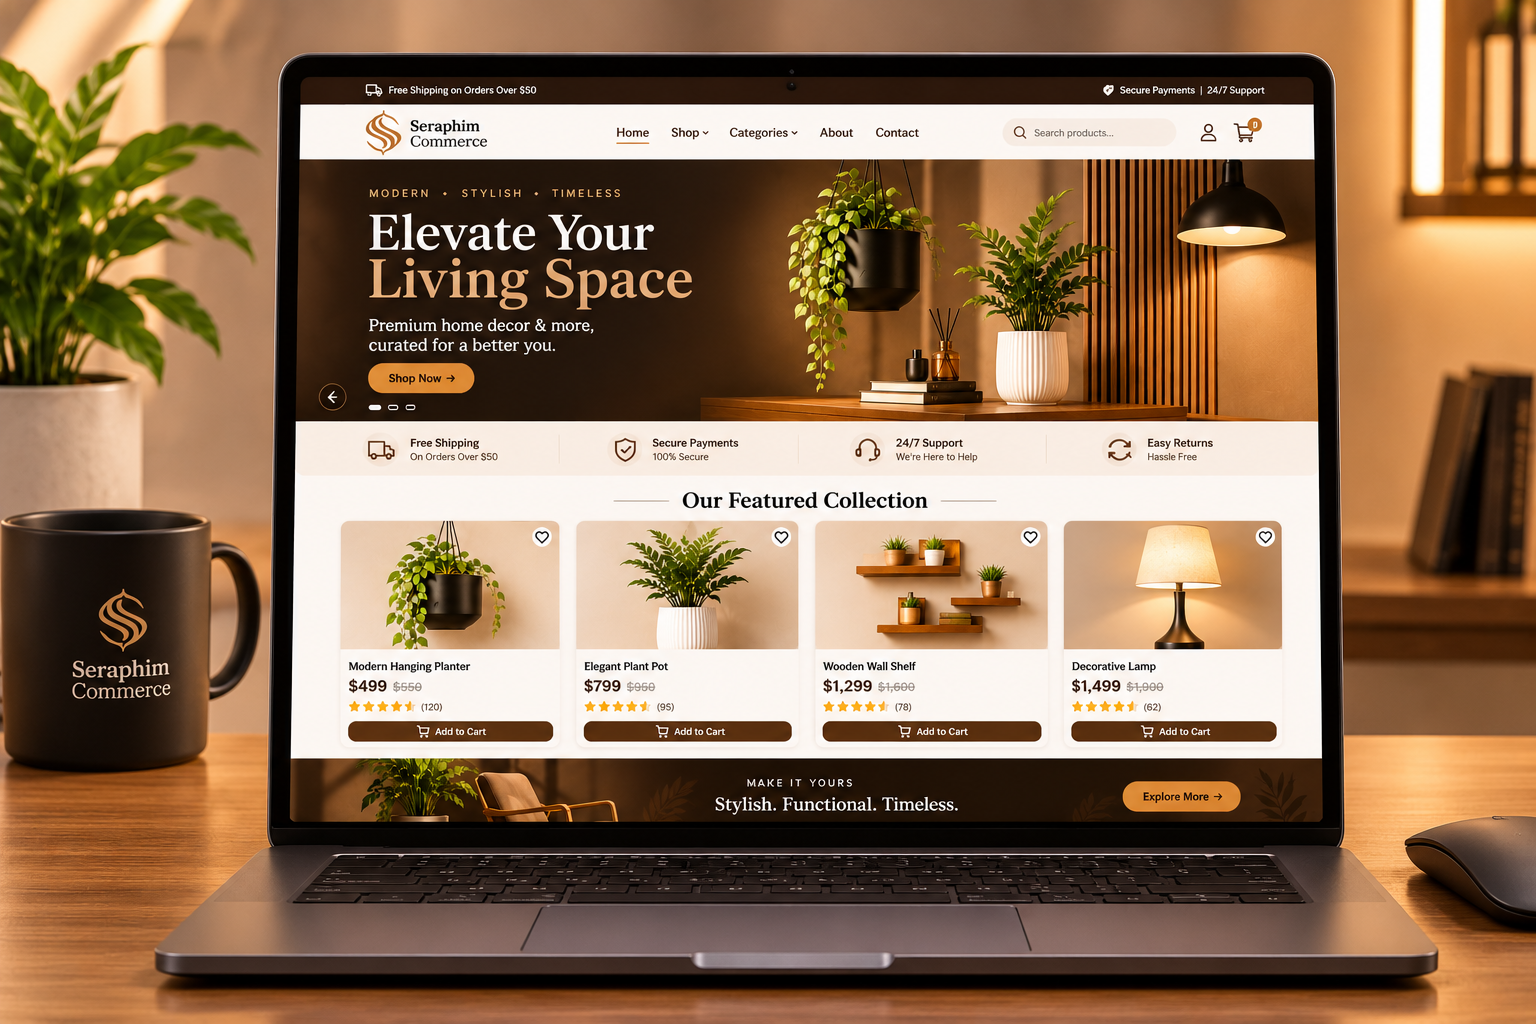 Free Shipping on Orders Over $50
Secure Payments | 24/7 Support
Seraphim
Commerce
Home Shop Categories About Contact
Search products...
0
MODERN • STYLISH • TIMELESS
Elevate Your
Living Space
Premium home decor & more,
curated for a better you.
Shop Now →
Free Shipping
On Orders Over $50
Secure Payments
100% Secure
24/7 Support
We're Here to Help
Easy Returns
Hassle Free
Our Featured Collection
Modern Hanging Planter
$499 $550
(120)
Add to Cart
Elegant Plant Pot
$799 $950
(95)
Add to Cart
Wooden Wall Shelf
$1,299 $1,600
(78)
Add to Cart
Decorative Lamp
$1,499 $1,900
(62)
Add to Cart
MAKE IT YOURS
Stylish. Functional. Timeless.
Explore More →
Seraphim
Commerce